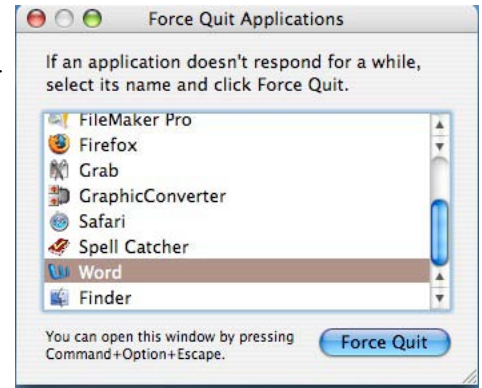 Force Quit Applications
If an application doesn't respond for a while,
select its name and click Force Quit.
FileMaker Pro
Firefox
Grab
GraphicConverter
Safari
Spell Catcher
Word
Finder
You can open this window by pressing
Command+Option+Escape.
Force Quit